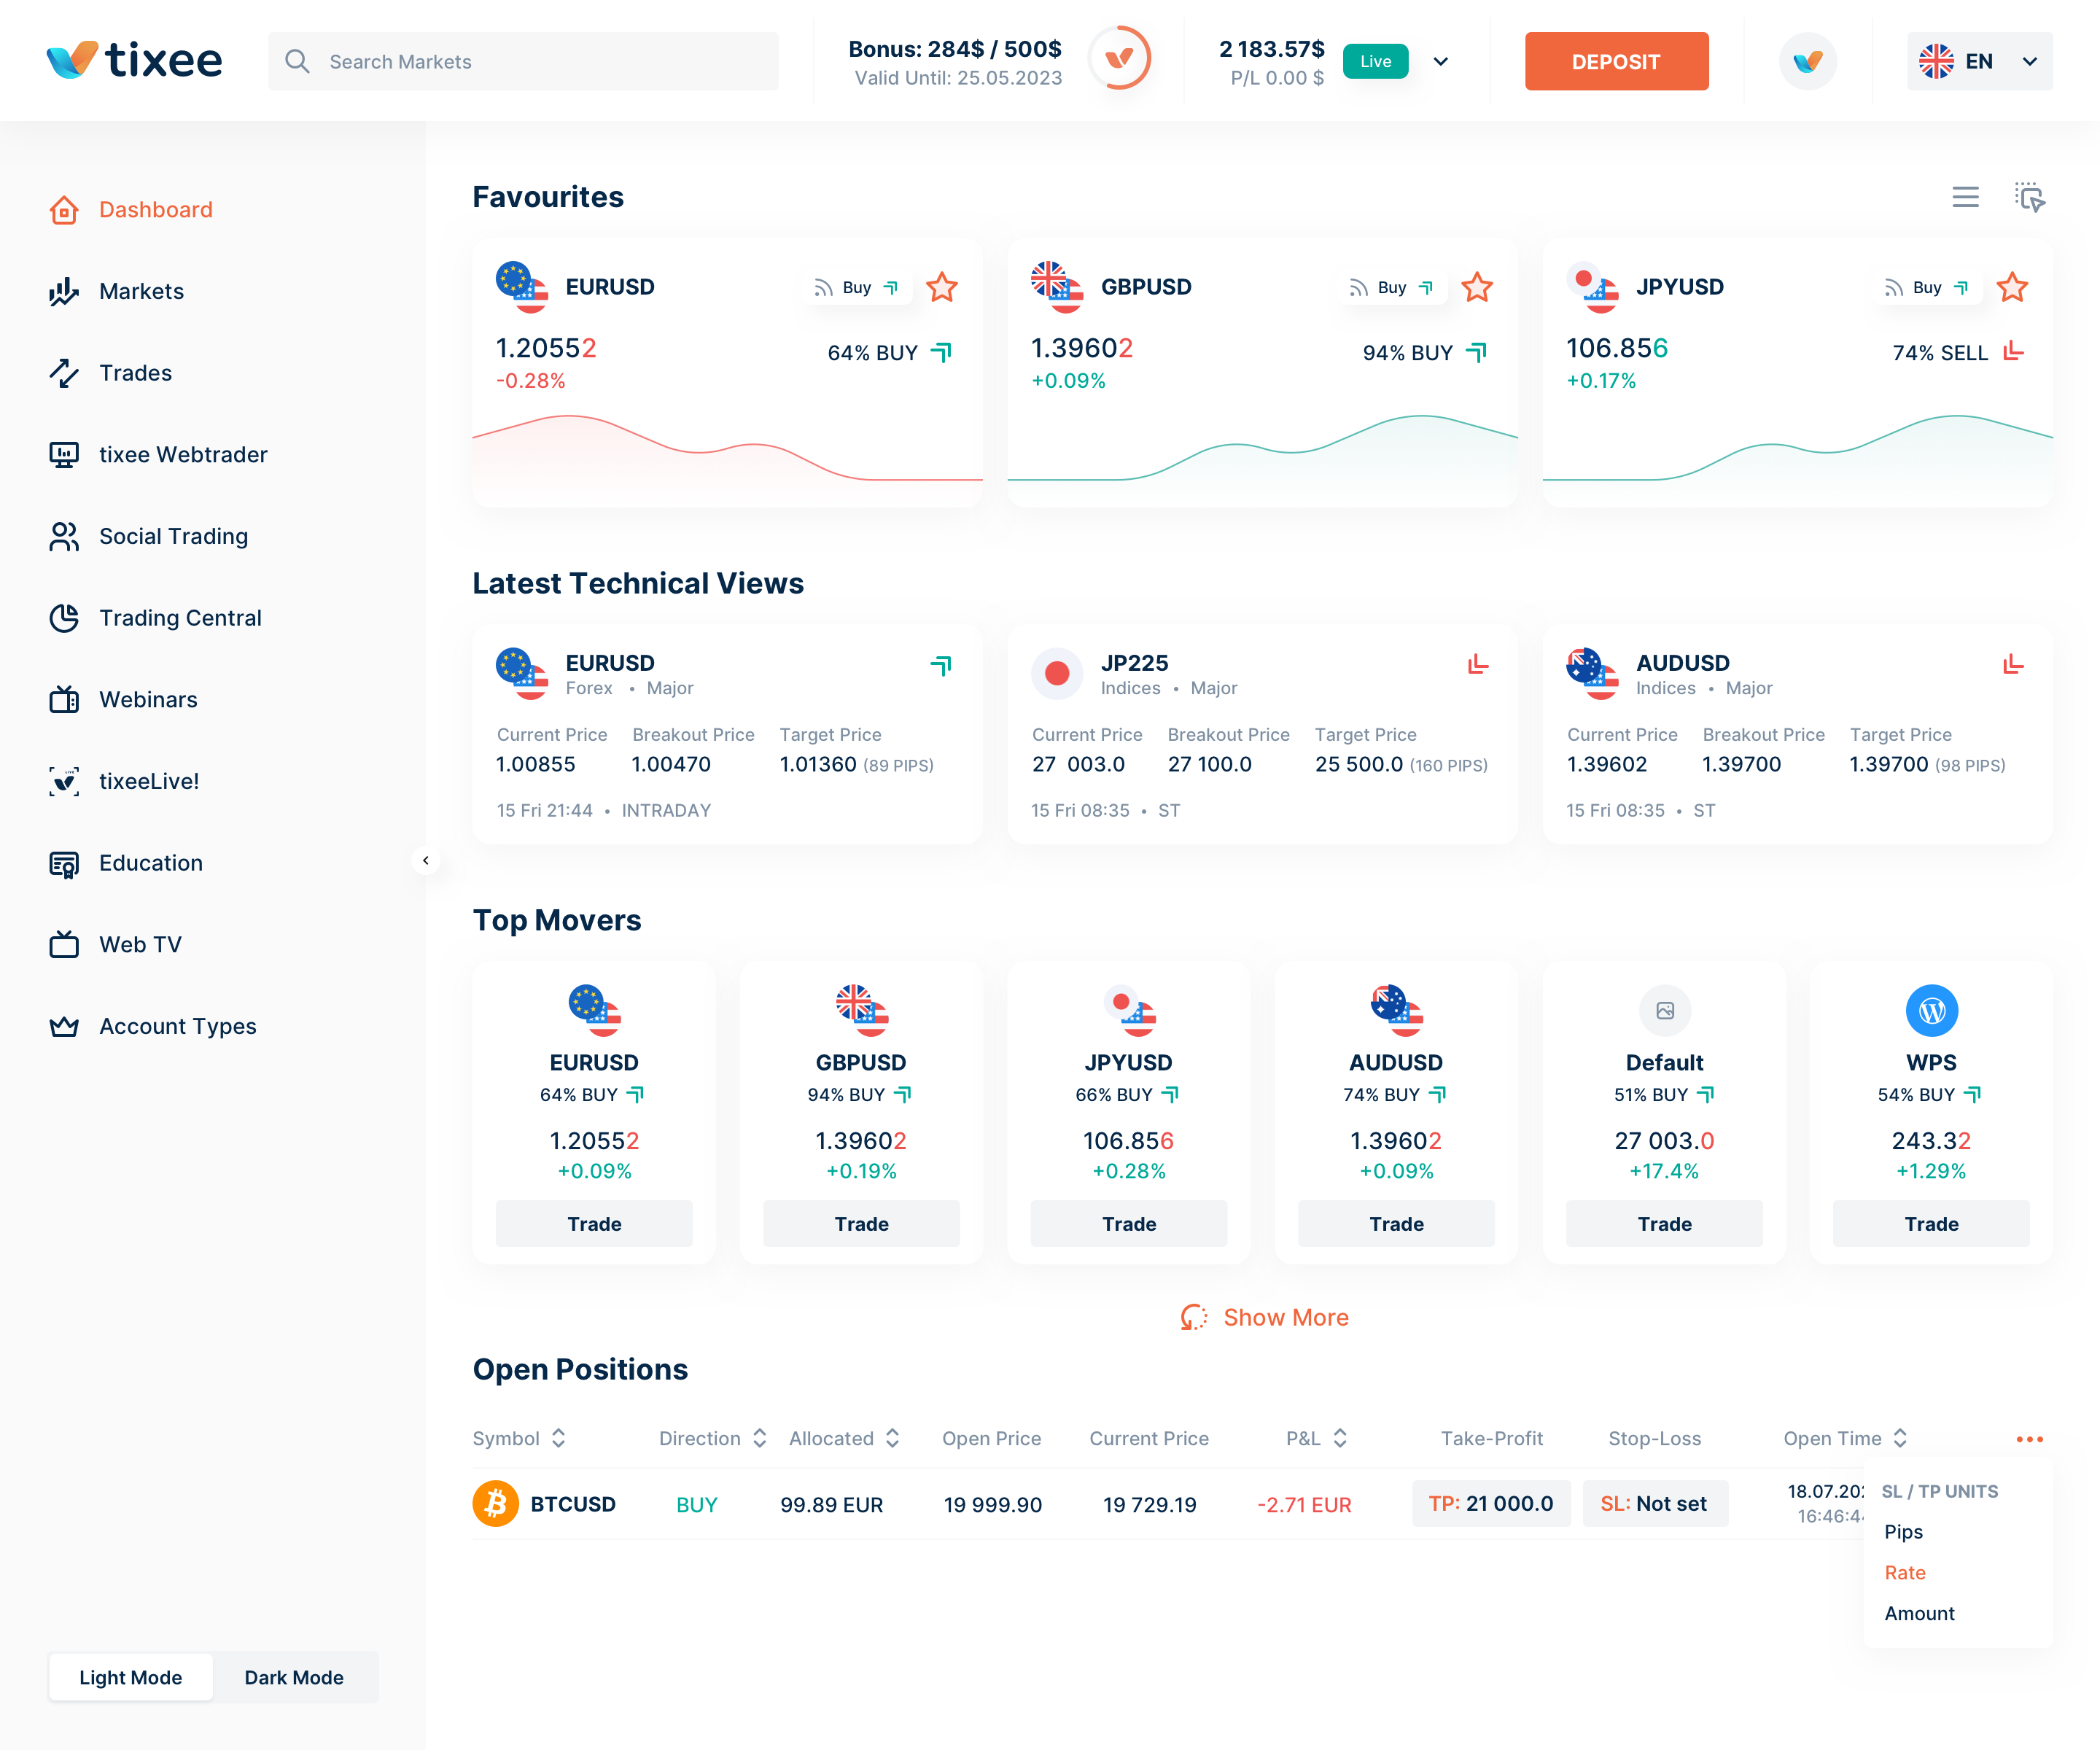 tixee
Search Markets
Bonus: 284$ / 500$
Valid Until: 25.05.2023
2 183.57$
P/L 0.00 $
Live
DEPOSIT
EN
Dashboard
Markets
Trades
tixee Webtrader
Social Trading
Trading Central
Webinars
tixeeLive!
Education
Web TV
Account Types
Light Mode
Dark Mode
Favourites
EURUSD
Buy
1.20552
-0.28%
64% BUY
GBPUSD
Buy
1.39602
+0.09%
94% BUY
JPYUSD
Buy
106.856
+0.17%
74% SELL
Latest Technical Views
EURUSD
Forex • Major
Current Price Breakout Price Target Price
1.00855 1.00470 1.01360 (89 PIPS)
15 Fri 21:44 • INTRADAY
JP225
Indices • Major
Current Price Breakout Price Target Price
27 003.0 27 100.0 25 500.0 (160 PIPS)
15 Fri 08:35 • ST
AUDUSD
Indices • Major
Current Price Breakout Price Target Price
1.39602 1.39700 1.39700 (98 PIPS)
15 Fri 08:35 • ST
Top Movers
EURUSD
64% BUY
1.20552
+0.09%
Trade
GBPUSD
94% BUY
1.39602
+0.19%
Trade
JPYUSD
66% BUY
106.856
+0.28%
Trade
AUDUSD
74% BUY
1.39602
+0.09%
Trade
Default
51% BUY
27 003.0
+17.4%
Trade
WPS
54% BUY
243.32
+1.29%
Trade
Show More
Open Positions
Symbol Direction Allocated Open Price Current Price P&L Take-Profit Stop-Loss Open Time
BTCUSD BUY 99.89 EUR 19 999.90 19 729.19 -2.71 EUR TP: 21 000.0 SL: Not set 18.07.202
16:46:44
SL / TP UNITS
Pips
Rate
Amount